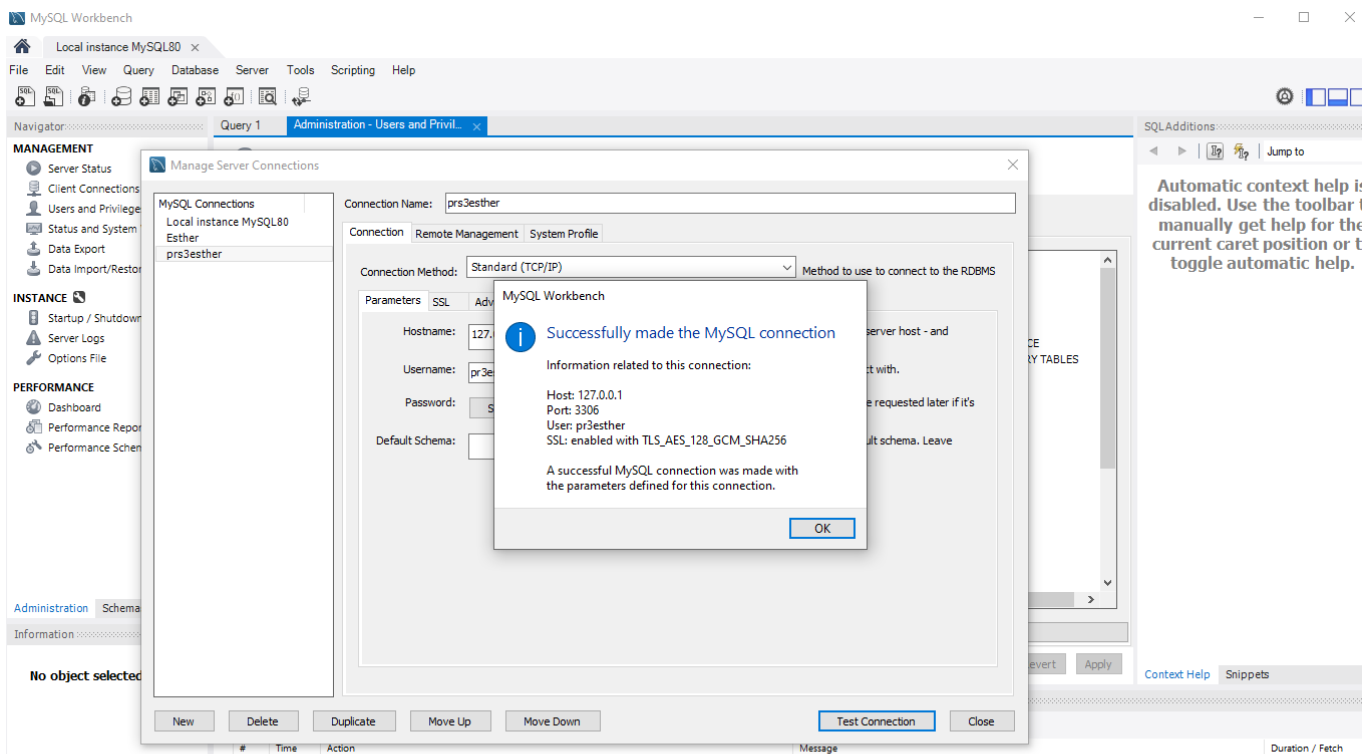 MySQL Workbench
Local instance MySQL80
File Edit View Query Database Server Tools Scripting Help
Navigator
Query 1
Administration - Users and Privil...
SQLAdditions
MANAGEMENT
Server Status
Client Connections
Users and Privilege
Status and System
Data Export
Data Import/Restor
INSTANCE
Startup / Shutdown
Server Logs
Options File
PERFORMANCE
Dashboard
Performance Repor
Performance Schem
Administration Schema
Information
No object selected
Manage Server Connections
MySQL Connections
Local instance MySQL80
Esther
prs3esther
Connection Name: prs3esther
Connection Remote Management System Profile
Connection Method: Standard (TCP/IP) Method to use to connect to the RDBMS
Parameters SSL Adv
Hostname: 127. server host - and
Username: pr3e t with.
Password: S e requested later if it's
Default Schema: ult schema. Leave
MySQL Workbench
Successfully made the MySQL connection
Information related to this connection:
Host: 127.0.0.1
Port: 3306
User: pr3esther
SSL: enabled with TLS_AES_128_GCM_SHA256
A successful MySQL connection was made with
the parameters defined for this connection.
OK
New Delete Duplicate Move Up Move Down Test Connection Close
CE
RY TABLES
evert Apply
Jump to
Automatic context help is
disabled. Use the toolbar t
manually get help for the
current caret position or t
toggle automatic help.
Context Help Snippets
# Time Action Message Duration / Fetch